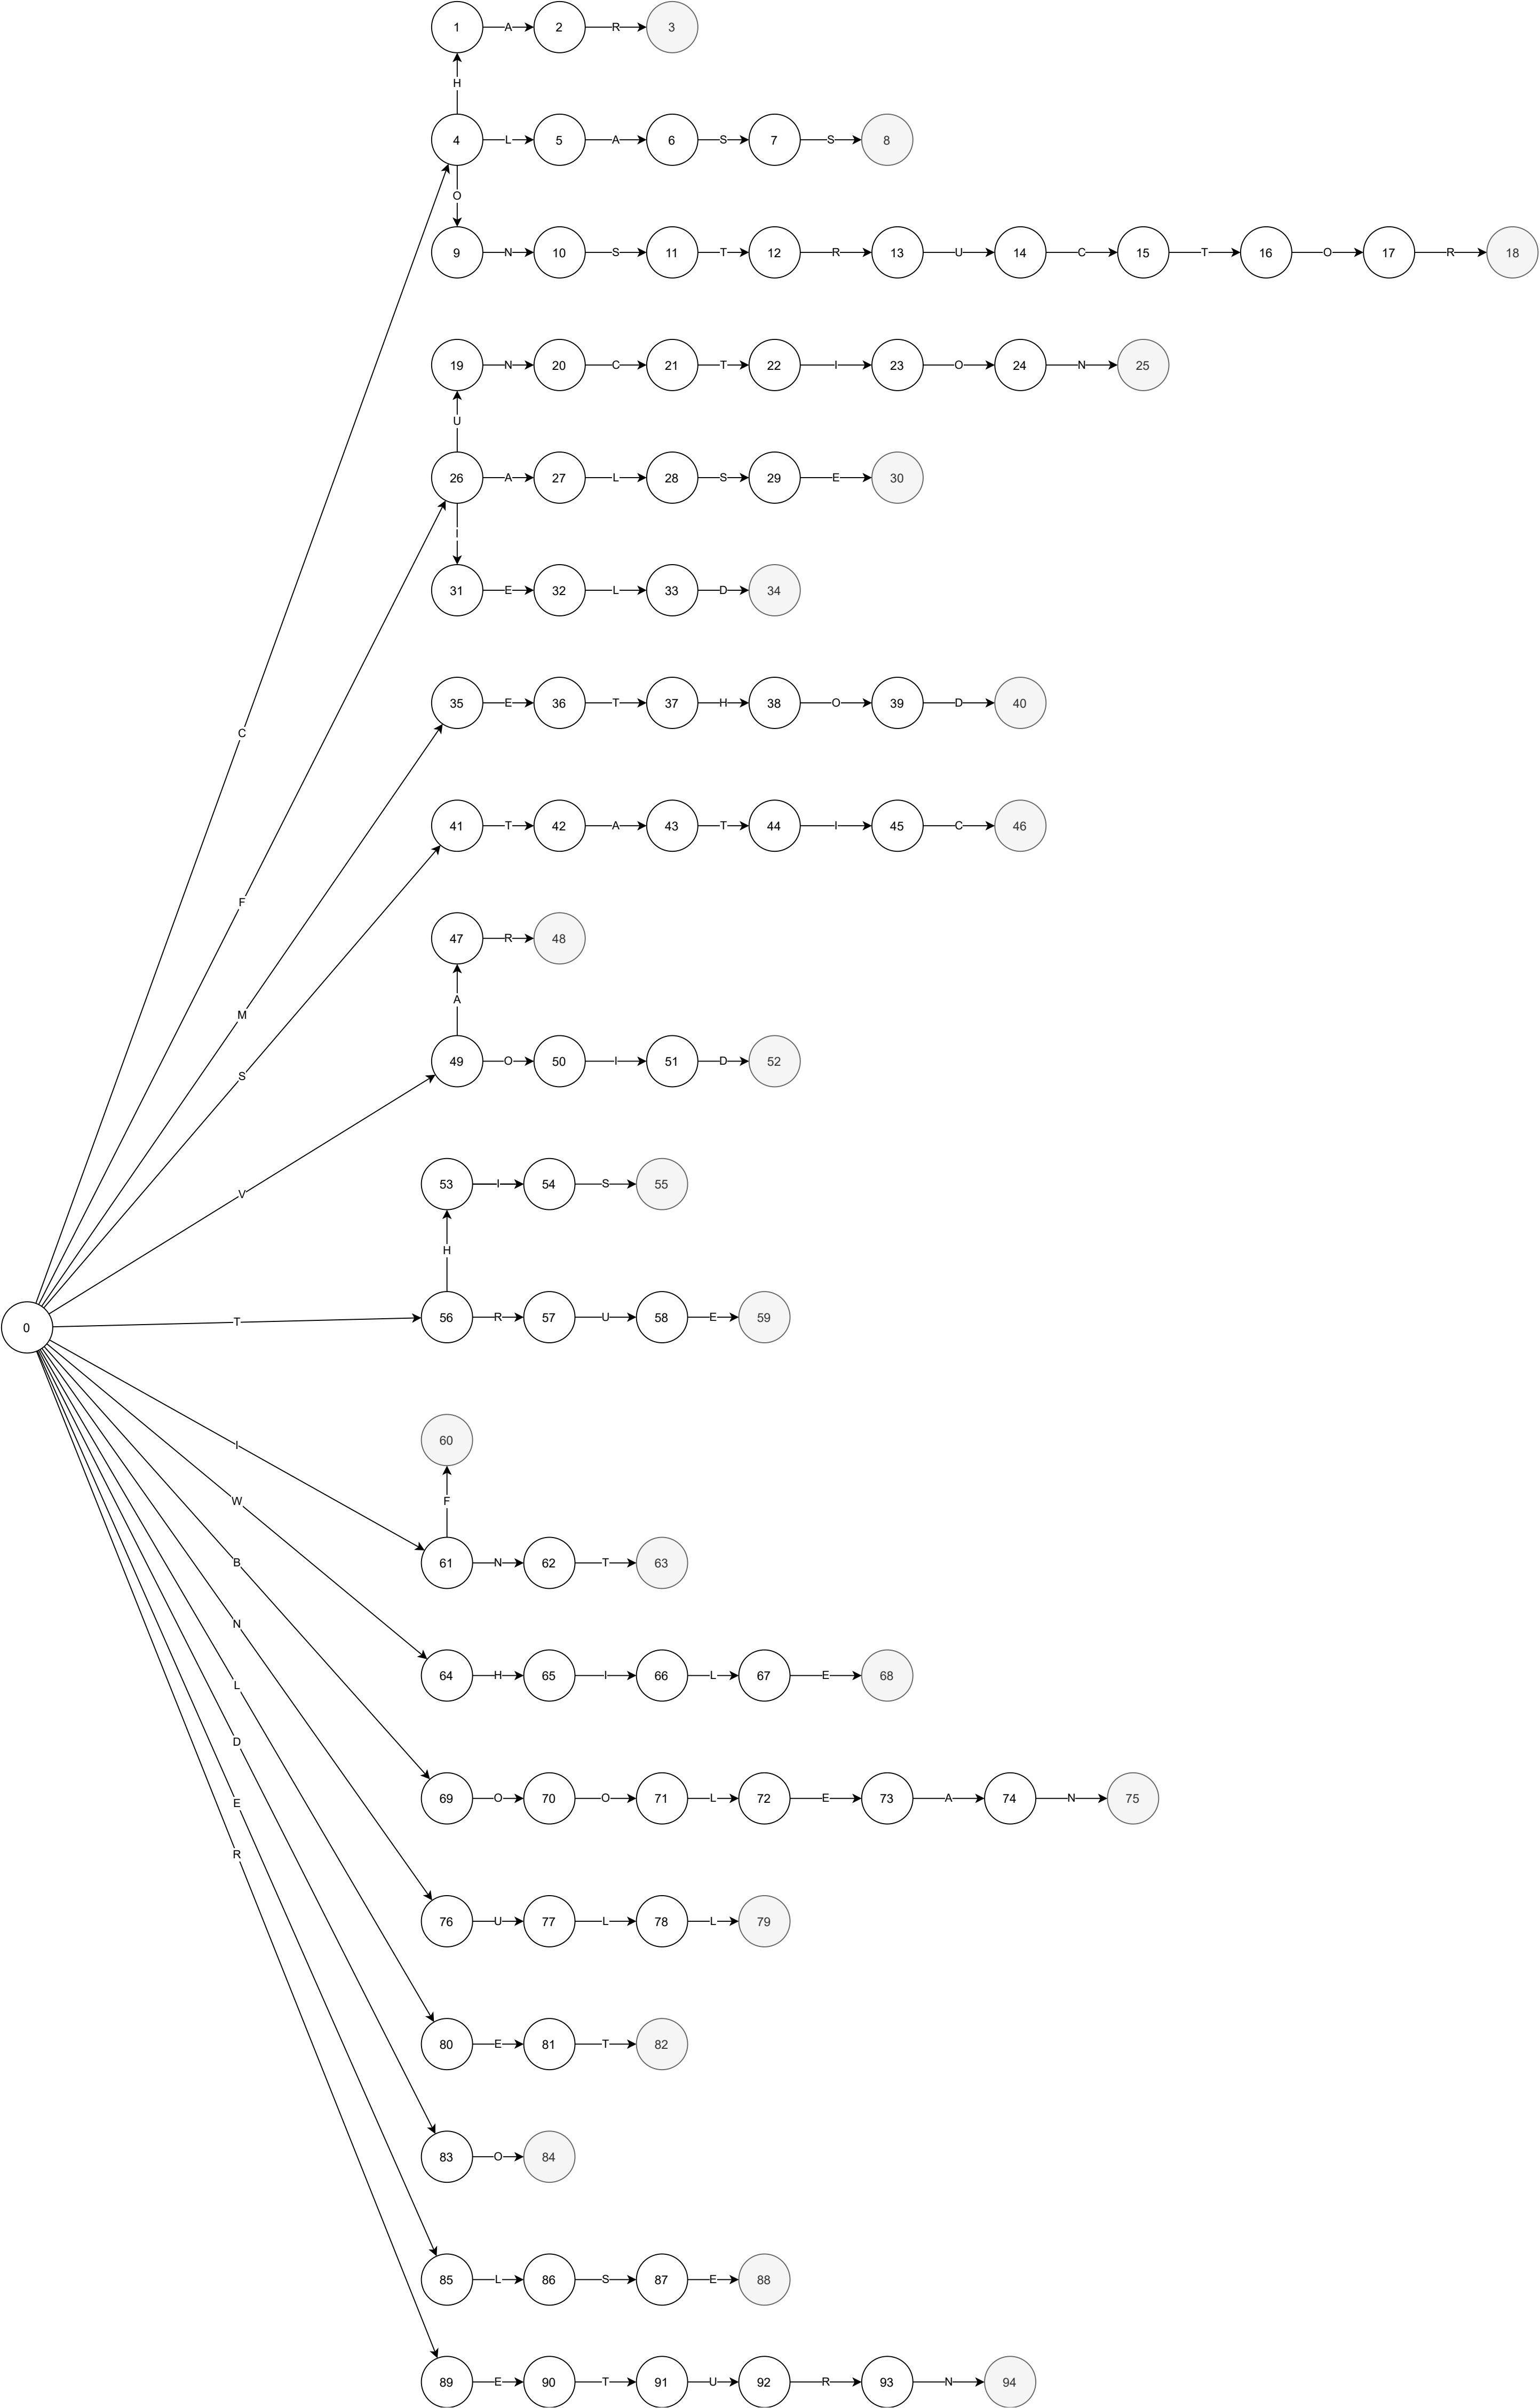 1 A 2 R 3
H
4 L 5 A 6 S 7 S 8
O
9 N 10 S 11 T 12 R 13 U 14 C 15 T 16 O 17 R 18
19 N 20 C 21 T 22 I 23 O 24 N 25
U
26 A 27 L 28 S 29 E 30
I
31 E 32 L 33 D 34
35 E 36 T 37 H 38 O 39 D 40
C
41 T 42 A 43 T 44 I 45 C 46
F
47 R 48
A
M
49 O 50 I 51 D 52
S
53 I 54 S 55
V
H
56 R 57 U 58 E 59
T
0
60
I
F
W
61 N 62 T 63
B
N
64 H 65 I 66 L 67 E 68
L
D
69 O 70 O 71 L 72 E 73 A 74 N 75
E
R
76 U 77 L 78 L 79
80 E 81 T 82
83 O 84
85 L 86 S 87 E 88
89 E 90 T 91 U 92 R 93 N 94